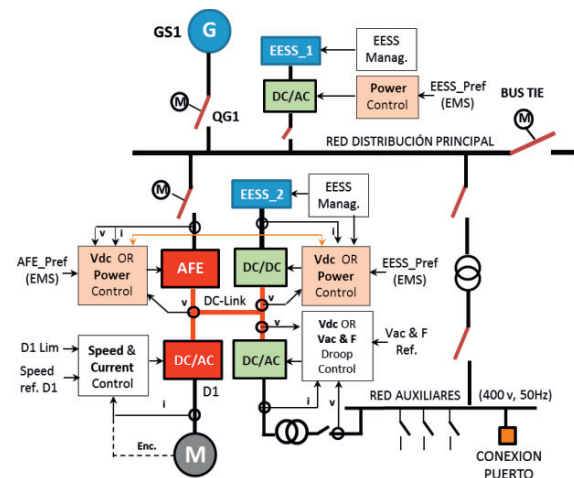 GS1
G
EESS_1
EESS
Manag.
DC/AC
Power
Control
EESS_Pref
(EMS)
BUS TIE
M
M
QG1
RED DISTRIBUCIÓN PRINCIPAL
M
EESS_2
EESS
Manag.
v
i
i
AFE_Pref
(EMS)
Vdc OR
Power
Control
AFE
DC/DC
Vdc OR
Power
Control
EESS_Pref
(EMS)
DC-Link
v
v
v
D1 Lim
Speed
ref. D1
Speed &
Current
Control
DC/AC
DC/AC
Vdc OR
Vac & F
Droop
Control
Vac & F
Ref.
D1
i
i
v
RED AUXILIARES
(400 v, 50Hz)
Enc.
M
CONEXION
PUERTO